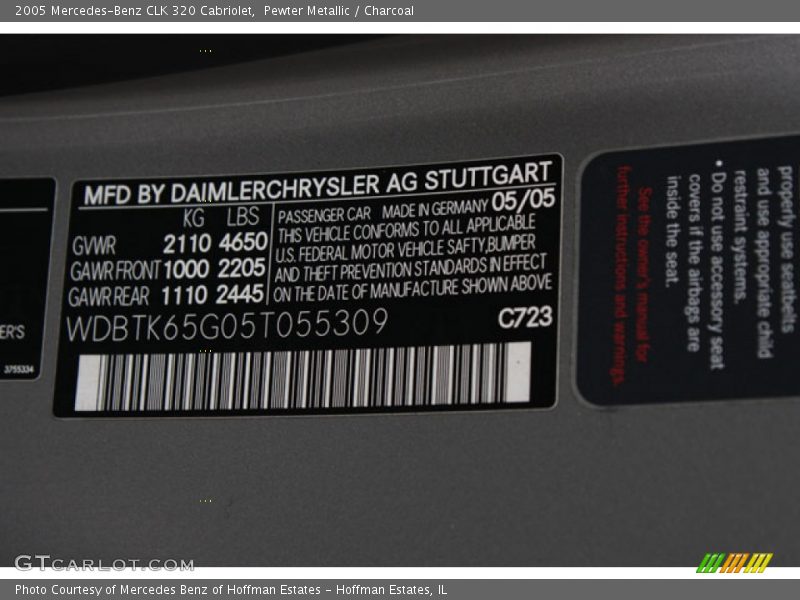 2005 Mercedes-Benz CLK 320 Cabriolet, Pewter Metallic / Charcoal
MFD BY DAIMLERCHRYSLER AG STUTTGART
KG LBS
GVWR 2110 4650
GAWR FRONT 1000 2205
GAWR REAR 1110 2445
PASSENGER CAR MADE IN GERMANY 05/05
THIS VEHICLE CONFORMS TO ALL APPLICABLE
U.S. FEDERAL MOTOR VEHICLE SAFTY,BUMPER
AND THEFT PREVENTION STANDARDS IN EFFECT
ON THE DATE OF MANUFACTURE SHOWN ABOVE
WDBTK65G05T055309
C723
ER'S
3755334
properly use seatbelts
and use appropriate child
restraint systems.
• Do not use accessory seat
covers if the airbags are
inside the seat.
See the owner's manual for
further instructions and warnings.
GTCARLOT.COM
Photo Courtesy of Mercedes Benz of Hoffman Estates - Hoffman Estates, IL